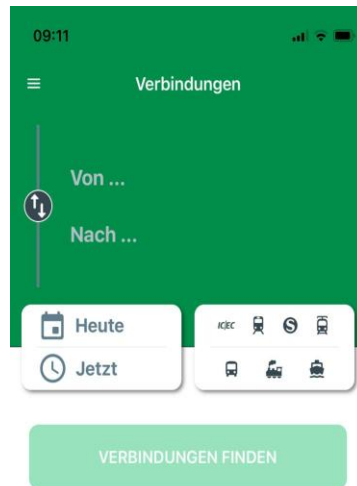 09:11
Verbindungen
Von ...
Nach ...
Heute
IC/EC
S
Jetzt
VERBINDUNGEN FINDEN